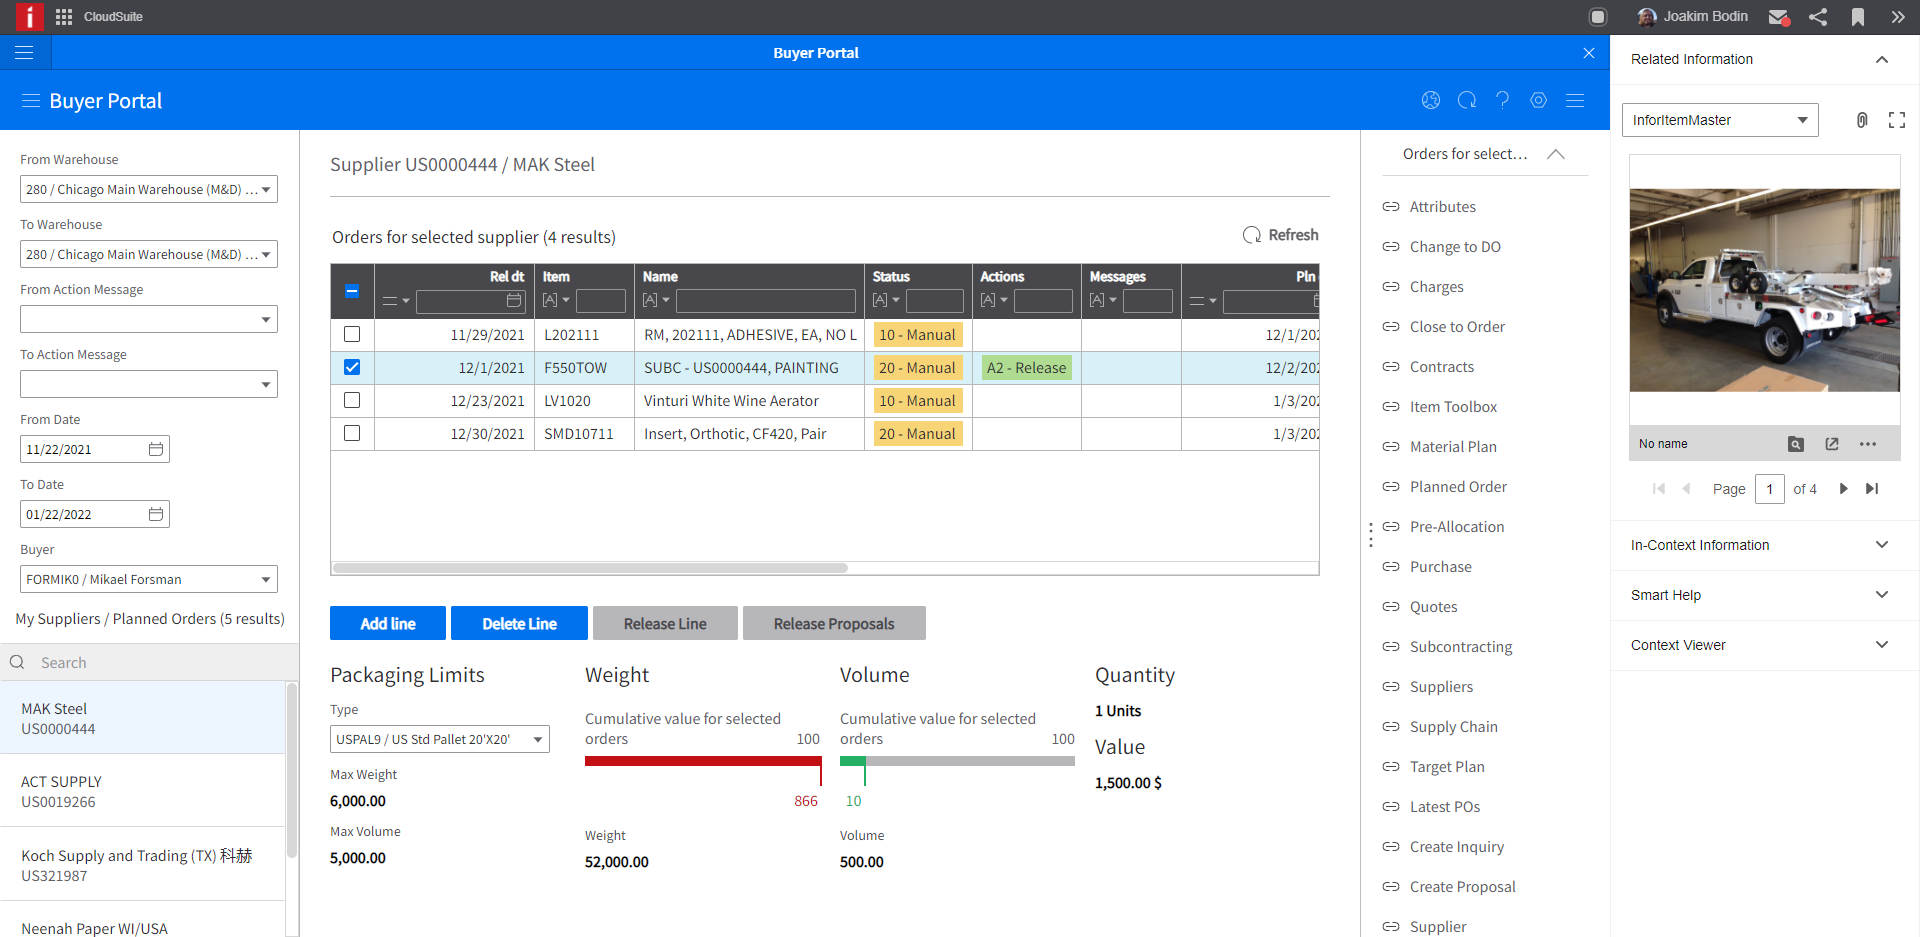 CloudSuite
Joakim Bodin
Buyer Portal
Buyer Portal
From Warehouse
280 / Chicago Main Warehouse (M&D) ...
To Warehouse
280 / Chicago Main Warehouse (M&D) ...
From Action Message
To Action Message
From Date
11/22/2021
To Date
01/22/2022
Buyer
FORMIK0 / Mikael Forsman
My Suppliers / Planned Orders (5 results)
Search
MAK Steel
US0000444
ACT SUPPLY
US0019266
Koch Supply and Trading (TX) 科赫
US321987
Neenah Paper WI/USA
Supplier US0000444 / MAK Steel
Orders for selected supplier (4 results)
Refresh
Rel dt Item Name Status Actions Messages Pln
11/29/2021 L202111 RM, 202111, ADHESIVE, EA, NO L 10 - Manual 12/1/202
12/1/2021 F550TOW SUBC - US0000444, PAINTING 20 - Manual A2 - Release 12/2/202
12/23/2021 LV1020 Vinturi White Wine Aerator 10 - Manual 1/3/202
12/30/2021 SMD10711 Insert, Orthotic, CF420, Pair 20 - Manual 1/3/202
Add line Delete Line Release Line Release Proposals
Packaging Limits
Type
USPAL9 / US Std Pallet 20'X20'
Max Weight
6,000.00
Max Volume
5,000.00
Weight
Cumulative value for selected
orders 100
866
Weight
52,000.00
Volume
Cumulative value for selected
orders 100
10
Volume
500.00
Quantity
1 Units
Value
1,500.00 $
Orders for select...
Attributes
Change to DO
Charges
Close to Order
Contracts
Item Toolbox
Material Plan
Planned Order
Pre-Allocation
Purchase
Quotes
Subcontracting
Suppliers
Supply Chain
Target Plan
Latest POs
Create Inquiry
Create Proposal
Supplier
Related Information
InforItemMaster
No name
Page 1 of 4
In-Context Information
Smart Help
Context Viewer